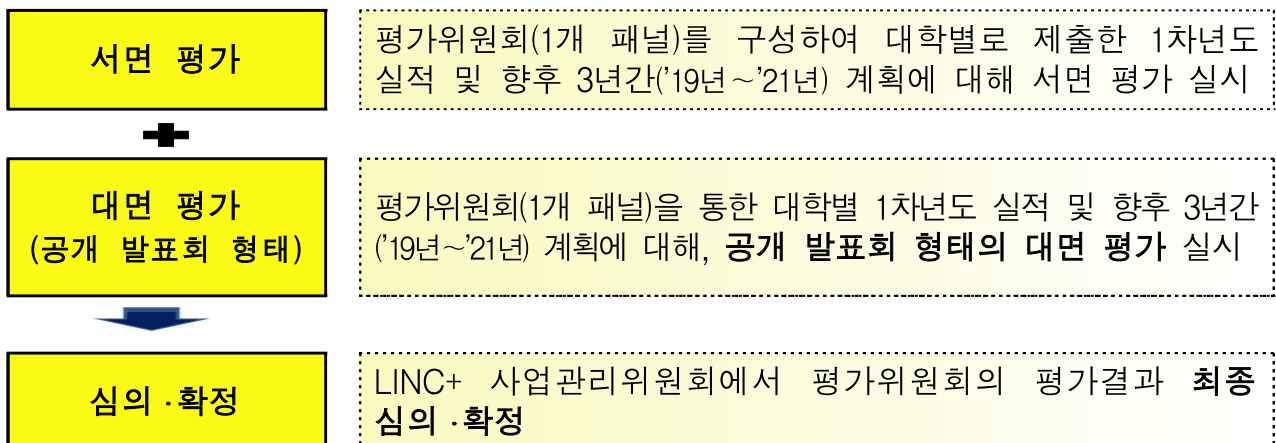 서면 평가
평가위원회(1개 패널)를 구성하여 대학별로 제출한 1차년도
실적 및 향후 3년간('19년~'21년) 계획에 대해 서면 평가 실시
대면 평가
(공개 발표회 형태)
평가위원회(1개 패널)을 통한 대학별 1차년도 실적 및 향후 3년간
('19년~'21년) 계획에 대해, 공개 발표회 형태의 대면 평가 실시
심의·확정
LINC+ 사업관리위원회에서 평가위원회의 평가결과 최종
심의·확정